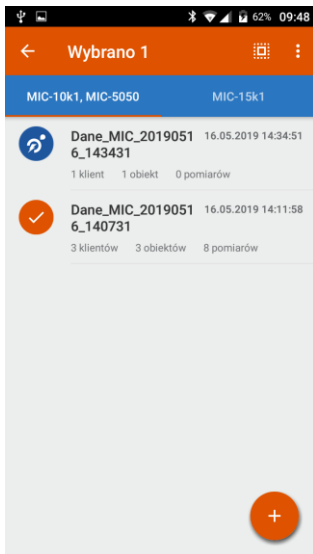 62% 09:48
Wybrano 1
MIC-10k1, MIC-5050 MIC-15k1
Dane_MIC_2019051 16.05.2019 14:34:51
6_143431
1 klient 1 obiekt 0 pomiarów
Dane_MIC_2019051 16.05.2019 14:11:58
6_140731
3 klientów 3 obiektów 8 pomiarów